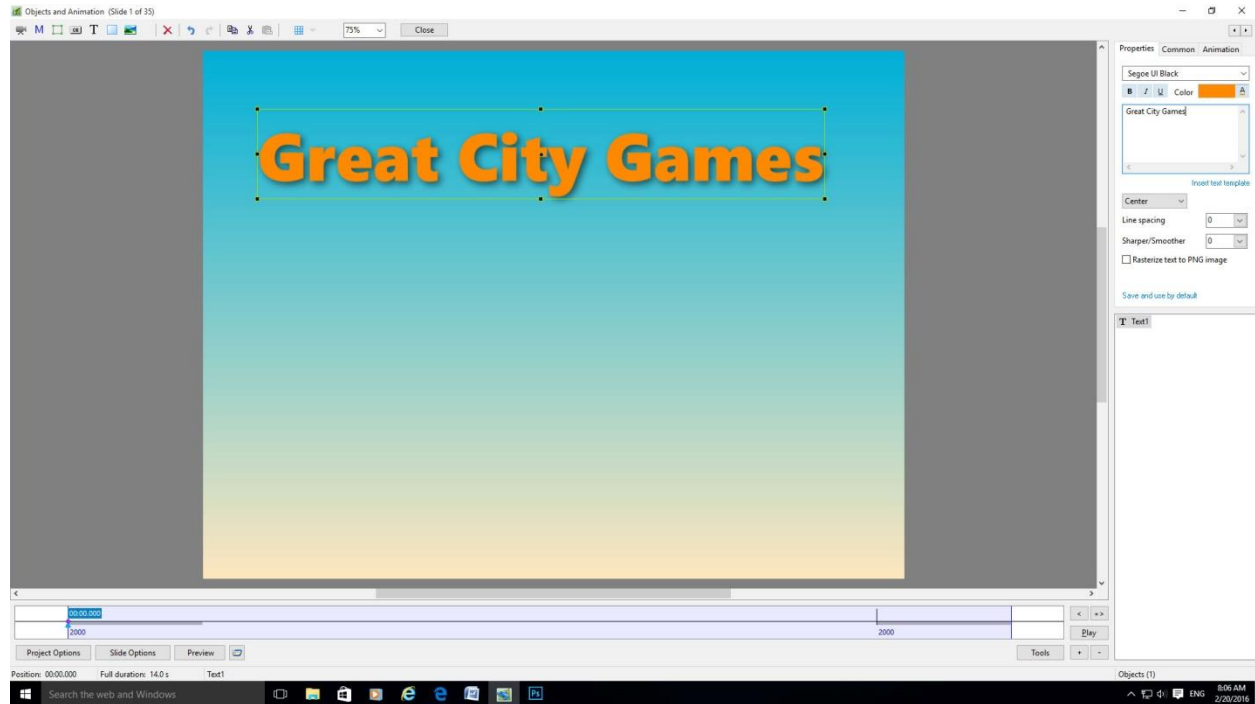 Objects and Animation (Slide 1 of 35)
M OK T 75% Close
Properties Common Animation
Segoe UI Black
B I U Color A
Great City Games
Great City Games
Insert text template
Center
Line spacing 0
Sharper/Smoother 0
Rasterize text to PNG image
Save and use by default
T Text1
00:00.000
2000 2000
Play
Project Options Slide Options Preview Tools + -
Position: 00:00.000 Full duration: 14.0 s Text1 Objects (1)
Search the web and Windows Ps ENG 8:06 AM
2/20/2016